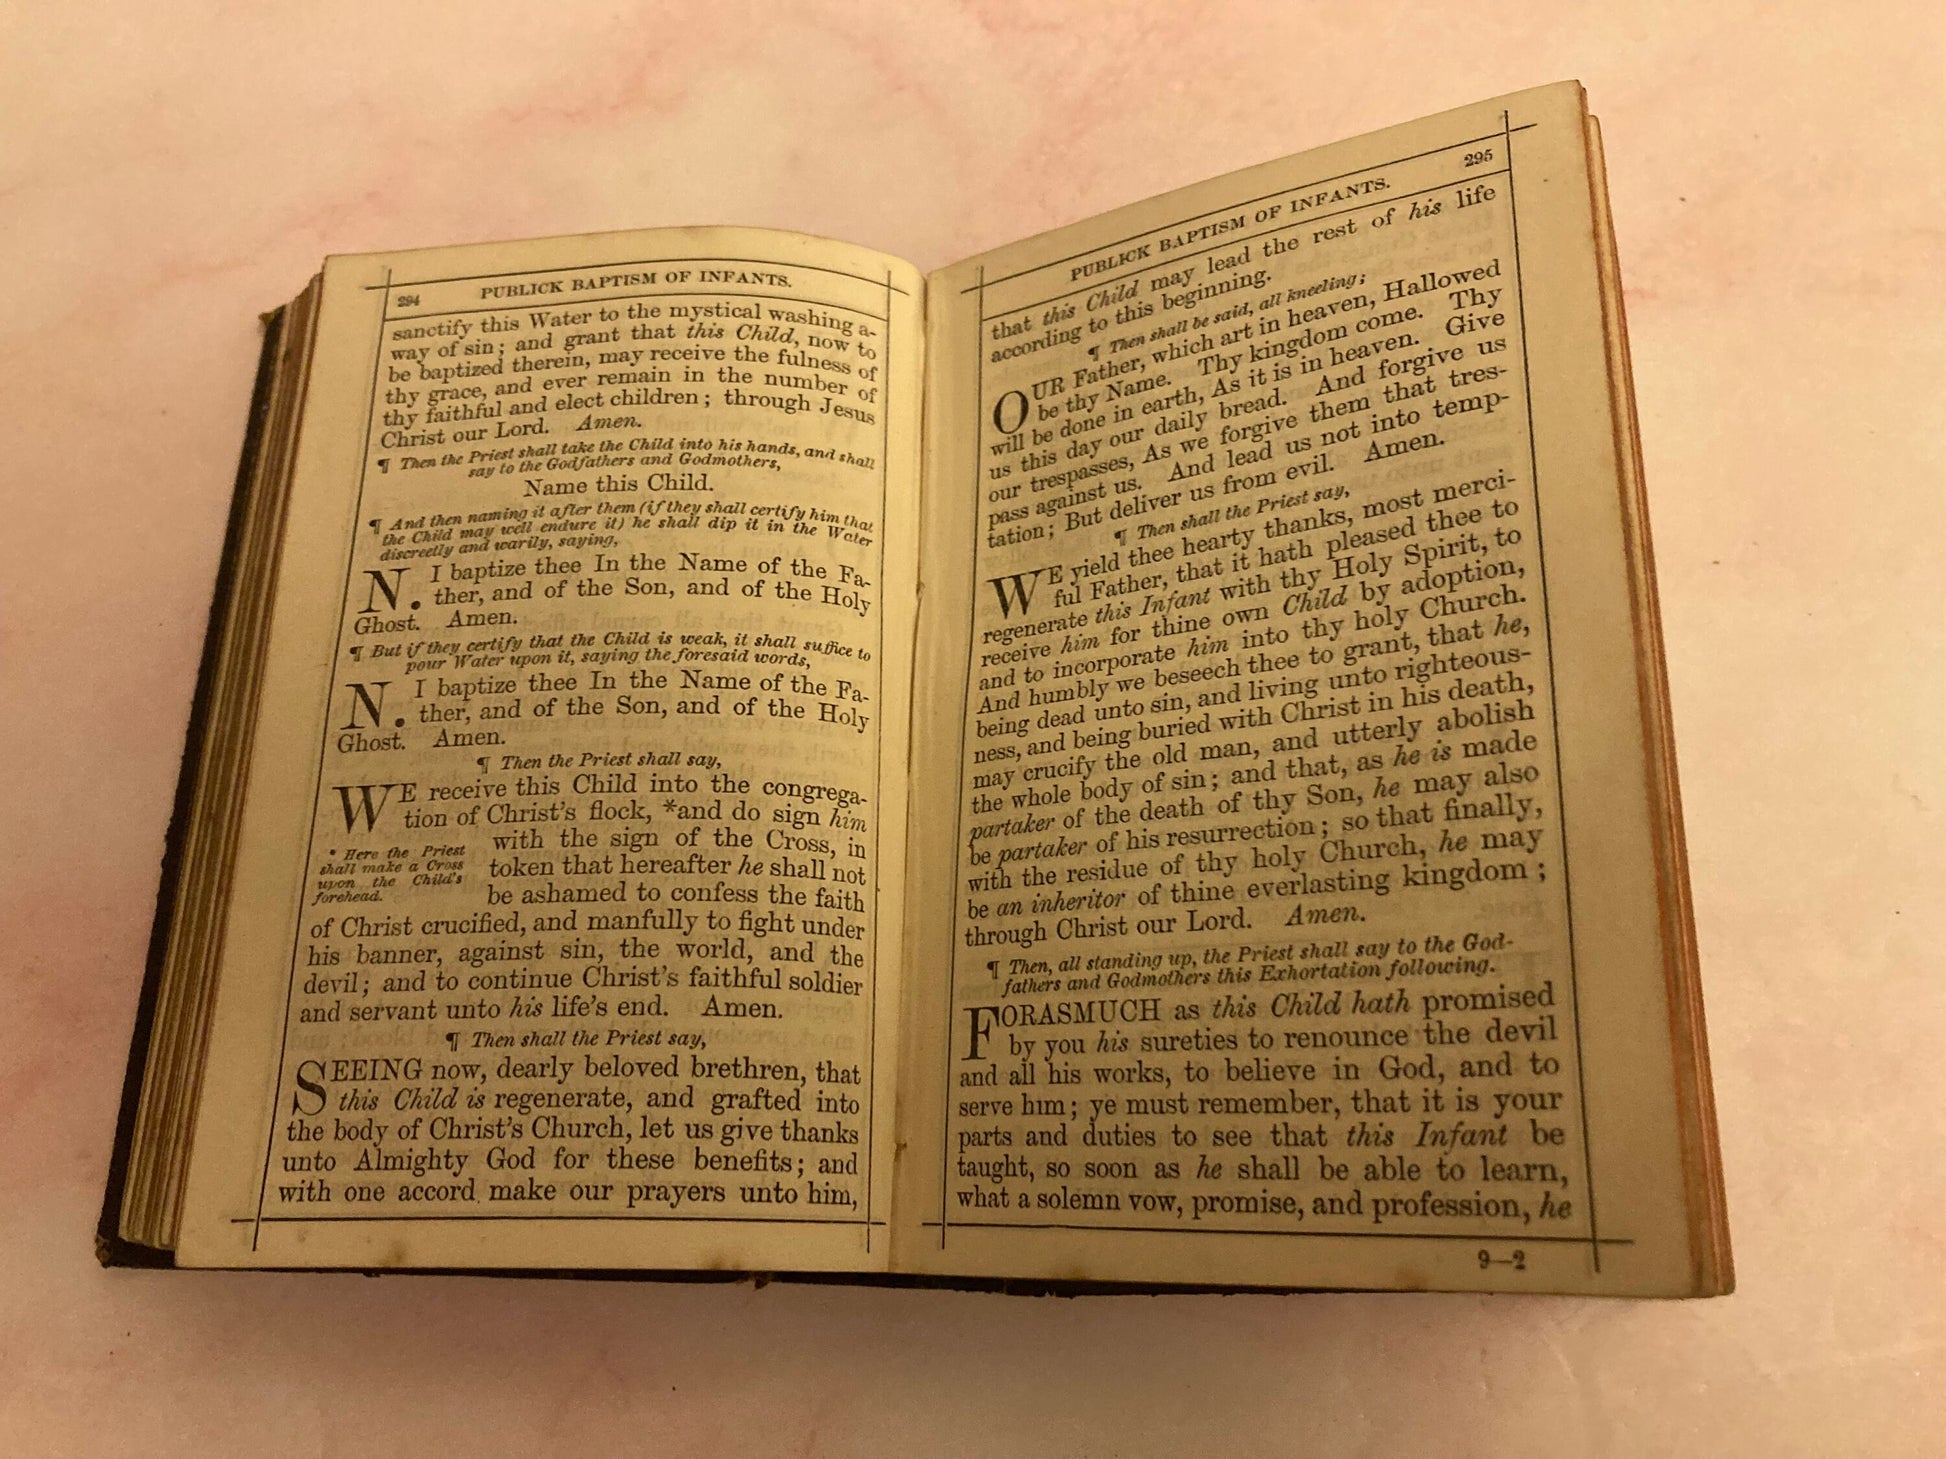 294 PUBLICK BAPTISM OF INFANTS.
sanctify this Water to the mystical washing a-
way of sin; and grant that this Child, now to
be baptized therein, may receive the fulness of
thy grace, and ever remain in the number of
thy faithful and elect children; through Jesus
Christ our Lord. Amen.
¶ Then the Priest shall take the Child into his hands, and shall
say to the Godfathers and Godmothers,
Name this Child.
¶ And then naming it after them (if they shall certify him that
the Child may well endure it) he shall dip it in the Water
discreetly and warily, saying,
N. I baptize thee In the Name of the Fa-
ther, and of the Son, and of the Holy
Ghost. Amen.
¶ But if they certify that the Child is weak, it shall suffice to
pour Water upon it, saying the foresaid words,
N. I baptize thee In the Name of the Fa-
ther, and of the Son, and of the Holy
Ghost. Amen.
¶ Then the Priest shall say,
WE receive this Child into the congrega-
tion of Christ's flock, *and do sign him
with the sign of the Cross, in
token that hereafter he shall not
be ashamed to confess the faith
* Here the Priest
shall make a Cross
upon the Child's
forehead.
of Christ crucified, and manfully to fight under
his banner, against sin, the world, and the
devil; and to continue Christ's faithful soldier
and servant unto his life's end. Amen.
¶ Then shall the Priest say,
SEEING now, dearly beloved brethren, that
this Child is regenerate, and grafted into
the body of Christ's Church, let us give thanks
unto Almighty God for these benefits; and
with one accord make our prayers unto him,
PUBLICK BAPTISM OF INFANTS. 295
that this Child may lead the rest of his life
according to this beginning.
¶ Then shall be said, all kneeling;
OUR Father, which art in heaven, Hallowed
be thy Name. Thy kingdom come. Thy
will be done in earth, As it is in heaven. Give
us this day our daily bread. And forgive us
our trespasses, As we forgive them that tres-
pass against us. And lead us not into temp-
tation; But deliver us from evil. Amen.
¶ Then shall the Priest say,
WE yield thee hearty thanks, most merci-
ful Father, that it hath pleased thee to
regenerate this Infant with thy Holy Spirit, to
receive him for thine own Child by adoption,
and to incorporate him into thy holy Church.
And humbly we beseech thee to grant, that he,
being dead unto sin, and living unto righteous-
ness, and being buried with Christ in his death,
may crucify the old man, and utterly abolish
the whole body of sin; and that, as he is made
partaker of the death of thy Son, he may also
be partaker of his resurrection; so that finally,
with the residue of thy holy Church, he may
be an inheritor of thine everlasting kingdom;
through Christ our Lord. Amen.
¶ Then, all standing up, the Priest shall say to the God-
fathers and Godmothers this Exhortation following.
FORASMUCH as this Child hath promised
by you his sureties to renounce the devil
and all his works, to believe in God, and to
serve him; ye must remember, that it is your
parts and duties to see that this Infant be
taught, so soon as he shall be able to learn,
what a solemn vow, promise, and profession, he
9—2